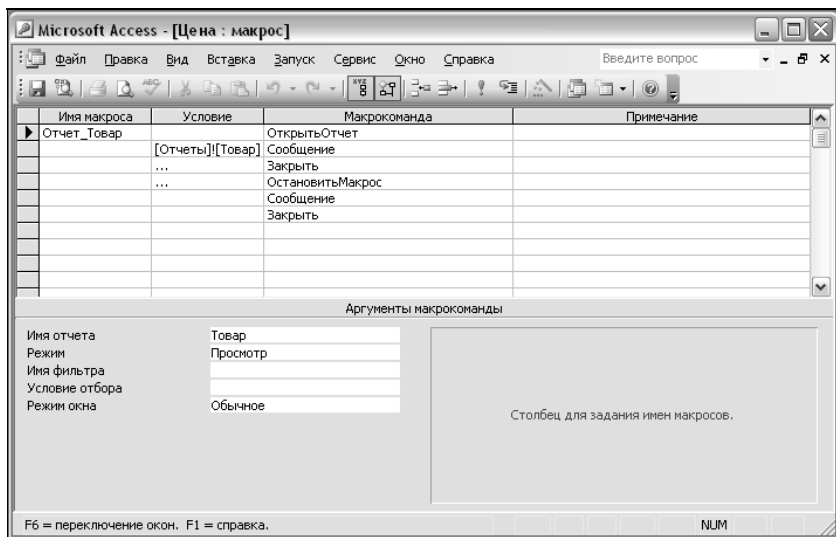 Microsoft Access - [Цена : макрос]
Файл Правка Вид Вставка Запуск Сервис Окно Справка Введите вопрос
Имя макроса Условие Макрокоманда Примечание
Отчет_Товар ОткрытьОтчет
[Отчеты]![Товар] Сообщение
... Закрыть
... ОстановитьМакрос
Сообщение
Закрыть
Аргументы макрокоманды
Имя отчета Товар
Режим Просмотр
Имя фильтра
Условие отбора
Режим окна Обычное
Столбец для задания имен макросов.
F6 = переключение окон. F1 = справка. NUM